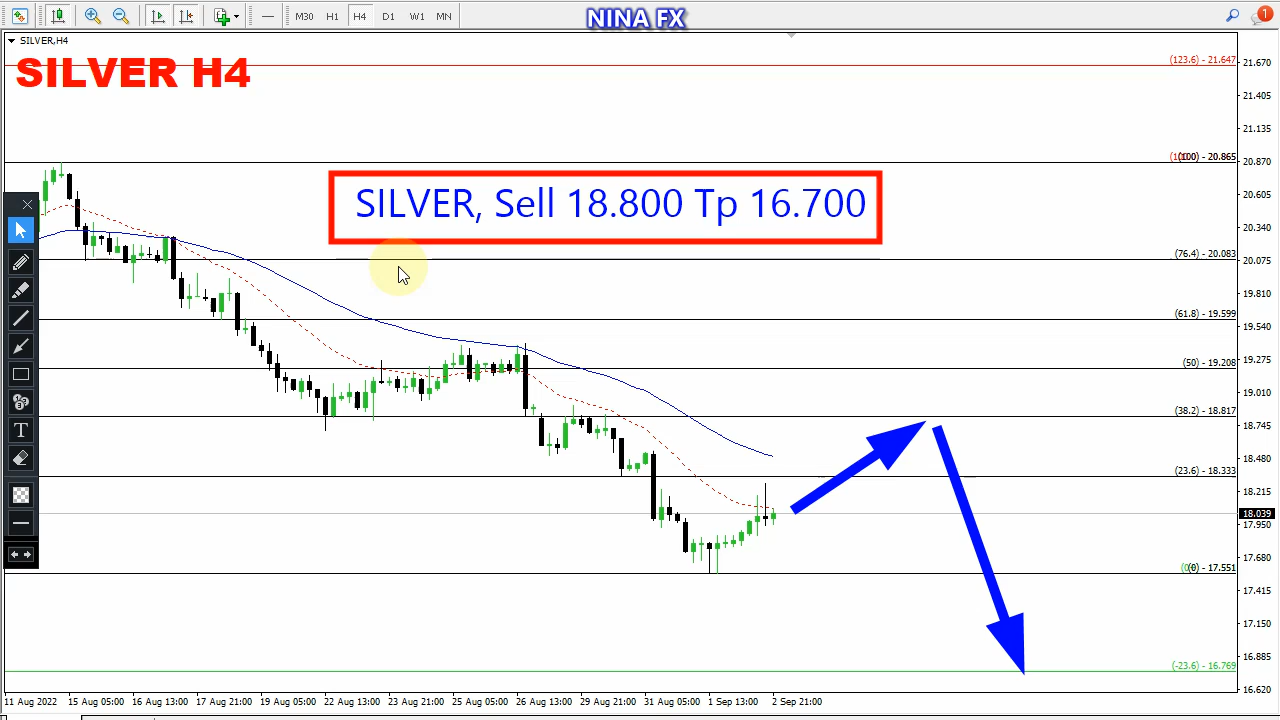 M30 H1 H4 D1 W1 MN
NINA FX
1
SILVER,H4
SILVER H4
SILVER, Sell 18.800 Tp 16.700
(123.6) - 21.647
(100) - 20.865
(76.4) - 20.083
(61.8) - 19.599
(50) - 19.208
(38.2) - 18.817
(23.6) - 18.333
(0) - 17.551
(-23.6) - 16.769
21.670
21.405
21.135
20.870
20.605
20.340
20.075
19.810
19.540
19.275
19.010
18.745
18.480
18.215
18.039
17.950
17.680
17.415
17.150
16.885
16.620
T
11 Aug 2022 15 Aug 05:00 16 Aug 13:00 17 Aug 21:00 19 Aug 05:00 22 Aug 13:00 23 Aug 21:00 25 Aug 05:00 26 Aug 13:00 29 Aug 21:00 31 Aug 05:00 1 Sep 13:00 2 Sep 21:00